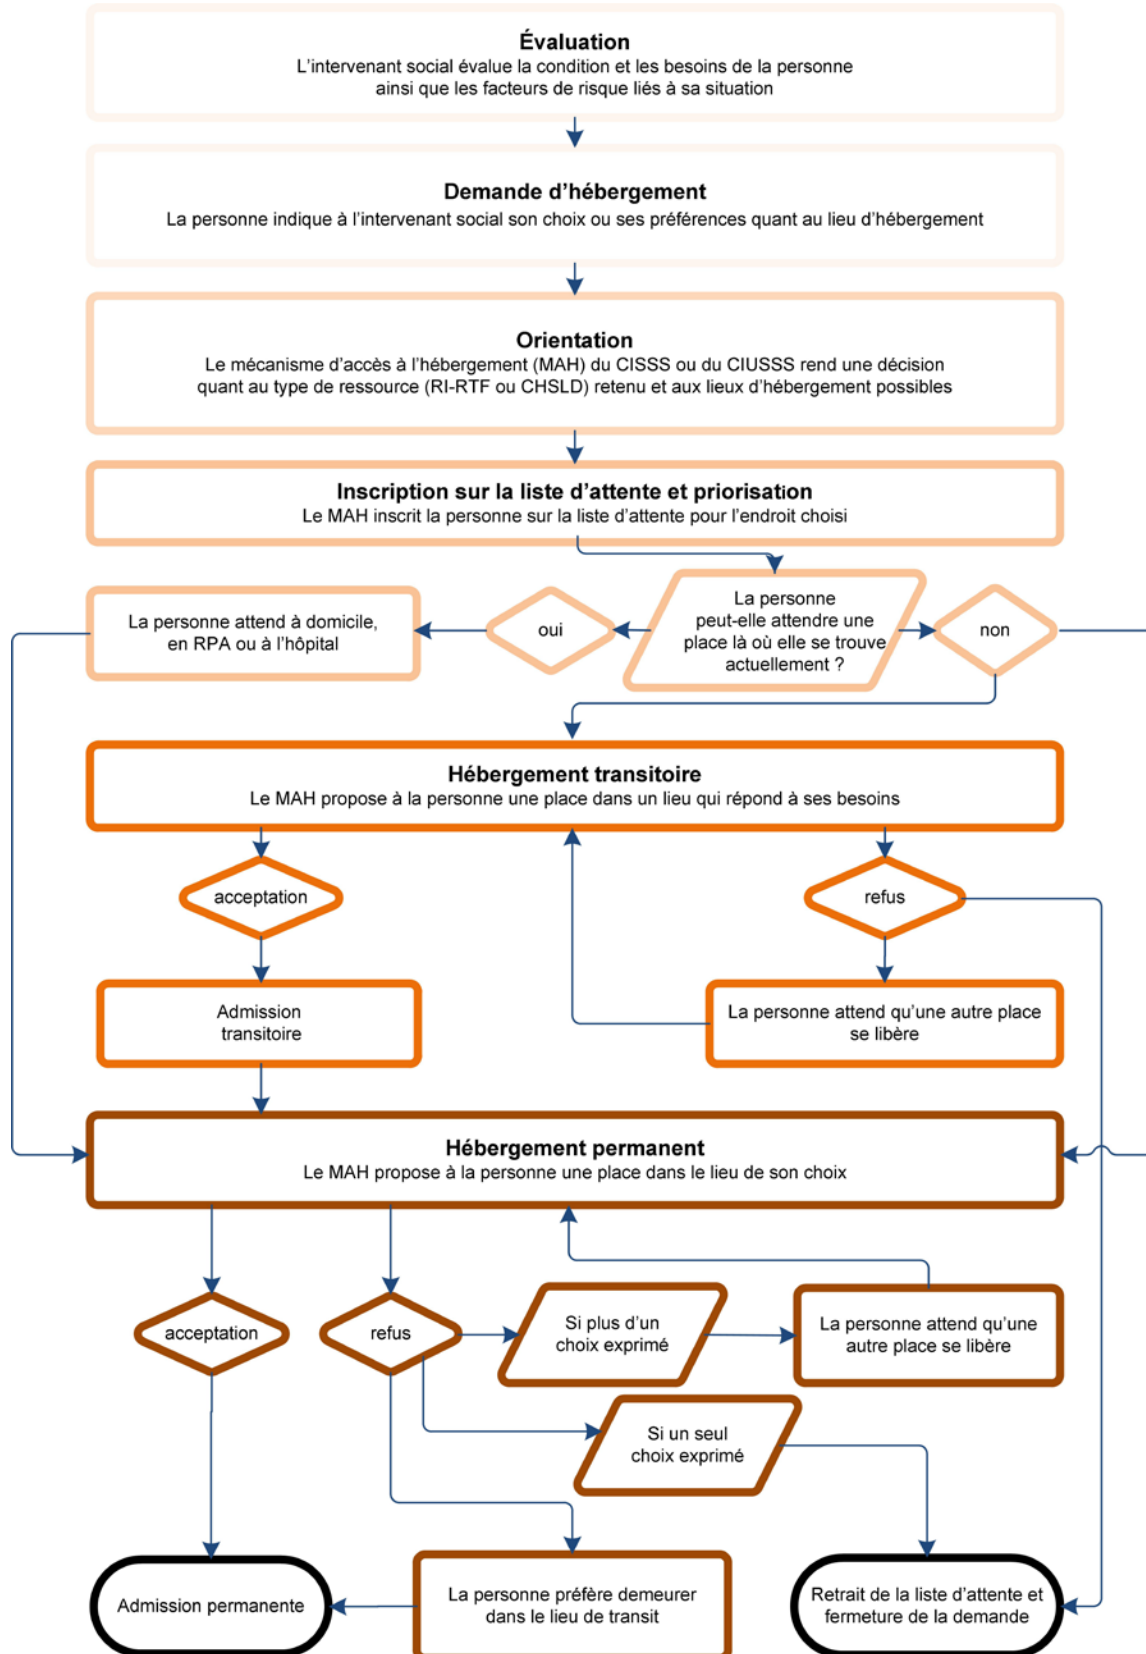 Évaluation
L'intervenant social évalue la condition et les besoins de la personne
ainsi que les facteurs de risque liés à sa situation
Demande d'hébergement
La personne indique à l'intervenant social son choix ou ses préférences quant au lieu d'hébergement
Orientation
Le mécanisme d'accès à l'hébergement (MAH) du CISSS ou du CIUSSS rend une décision
quant au type de ressource (RI-RTF ou CHSLD) retenu et aux lieux d'hébergement possibles
Inscription sur la liste d'attente et priorisation
Le MAH inscrit la personne sur la liste d'attente pour l'endroit choisi
La personne attend à domicile,
en RPA ou à l'hôpital
oui
La personne
peut-elle attendre une
place là où elle se trouve
actuellement ?
non
Hébergement transitoire
Le MAH propose à la personne une place dans un lieu qui répond à ses besoins
acceptation
refus
Admission
transitoire
La personne attend qu'une autre place
se libère
Hébergement permanent
Le MAH propose à la personne une place dans le lieu de son choix
acceptation
refus
Si plus d'un
choix exprimé
La personne attend qu'une
autre place se libère
Si un seul
choix exprimé
Admission permanente
La personne préfère demeurer
dans le lieu de transit
Retrait de la liste d'attente et
fermeture de la demande